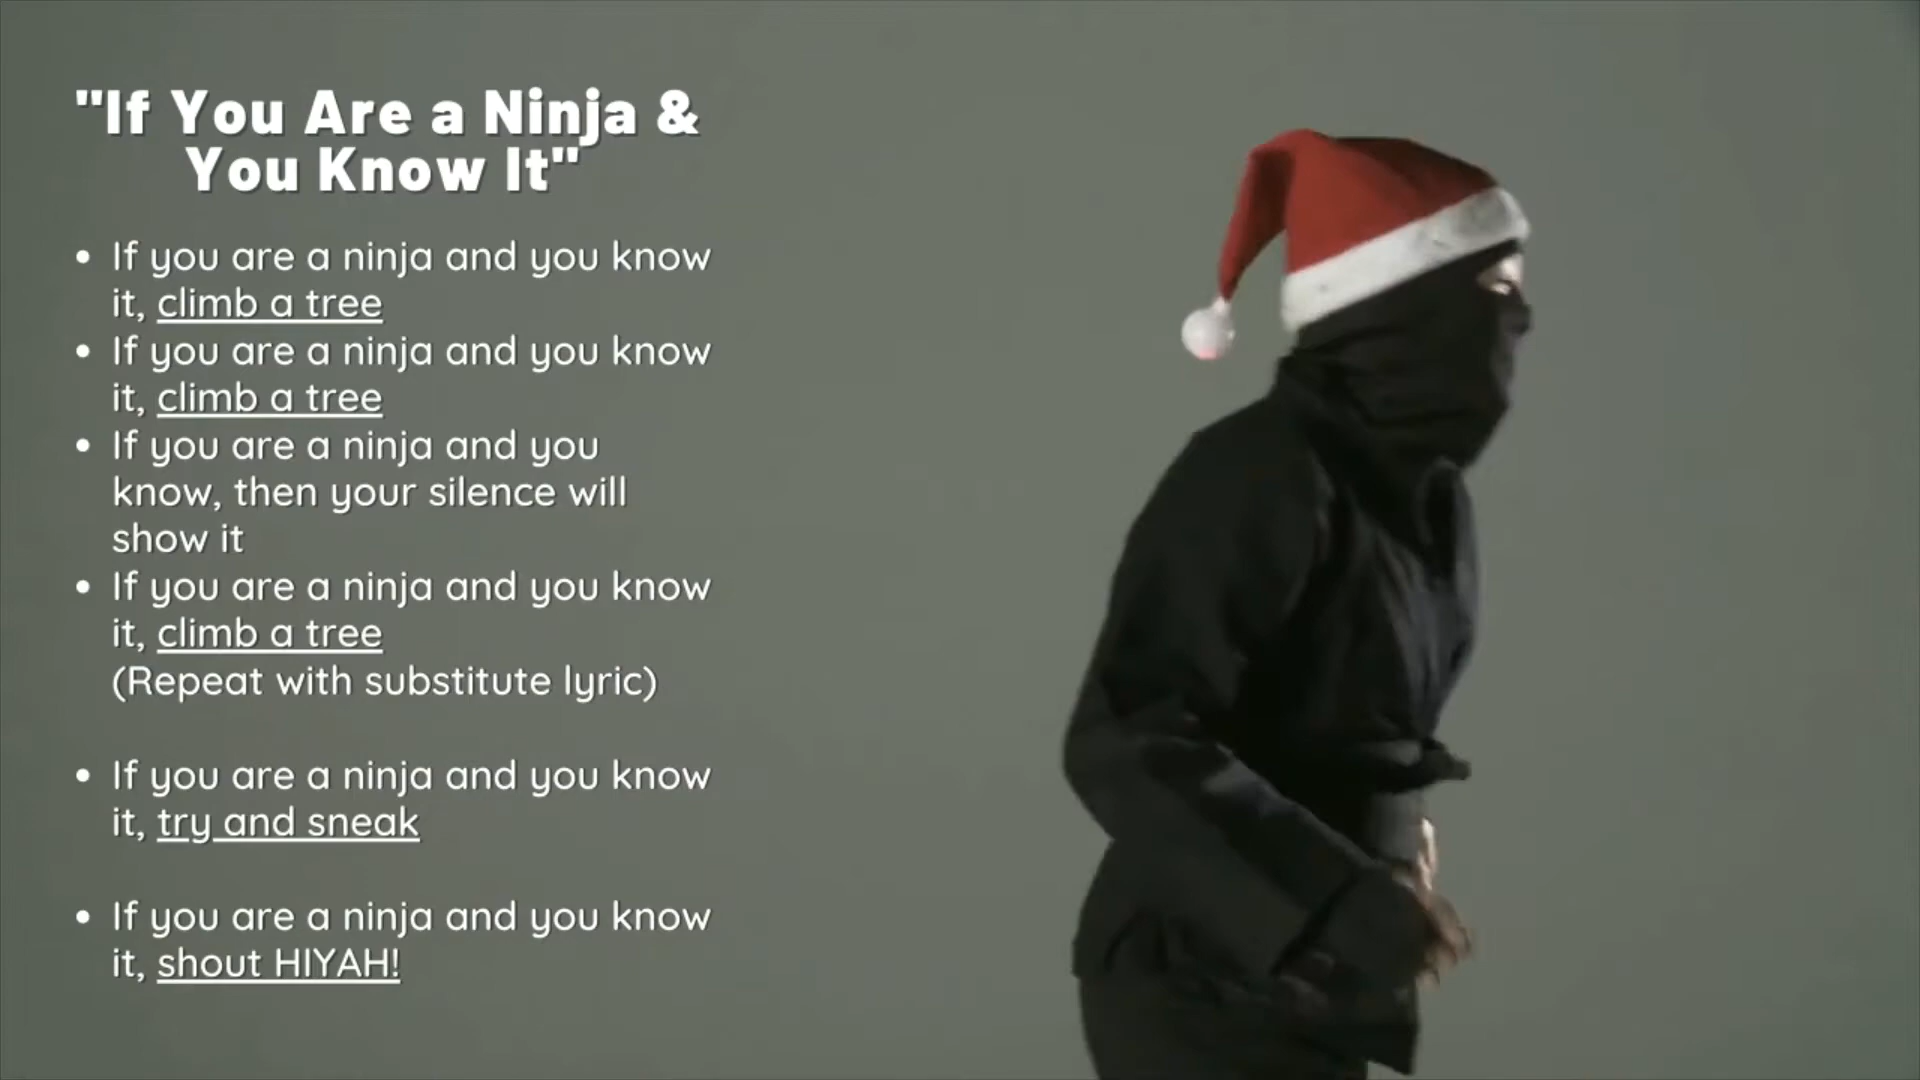 "If You Are a Ninja &
You Know It"
• If you are a ninja and you know
it, climb a tree
• If you are a ninja and you know
it, climb a tree
• If you are a ninja and you
know, then your silence will
show it
• If you are a ninja and you know
it, climb a tree
(Repeat with substitute lyric)
• If you are a ninja and you know
it, try and sneak
• If you are a ninja and you know
it, shout HIYAH!